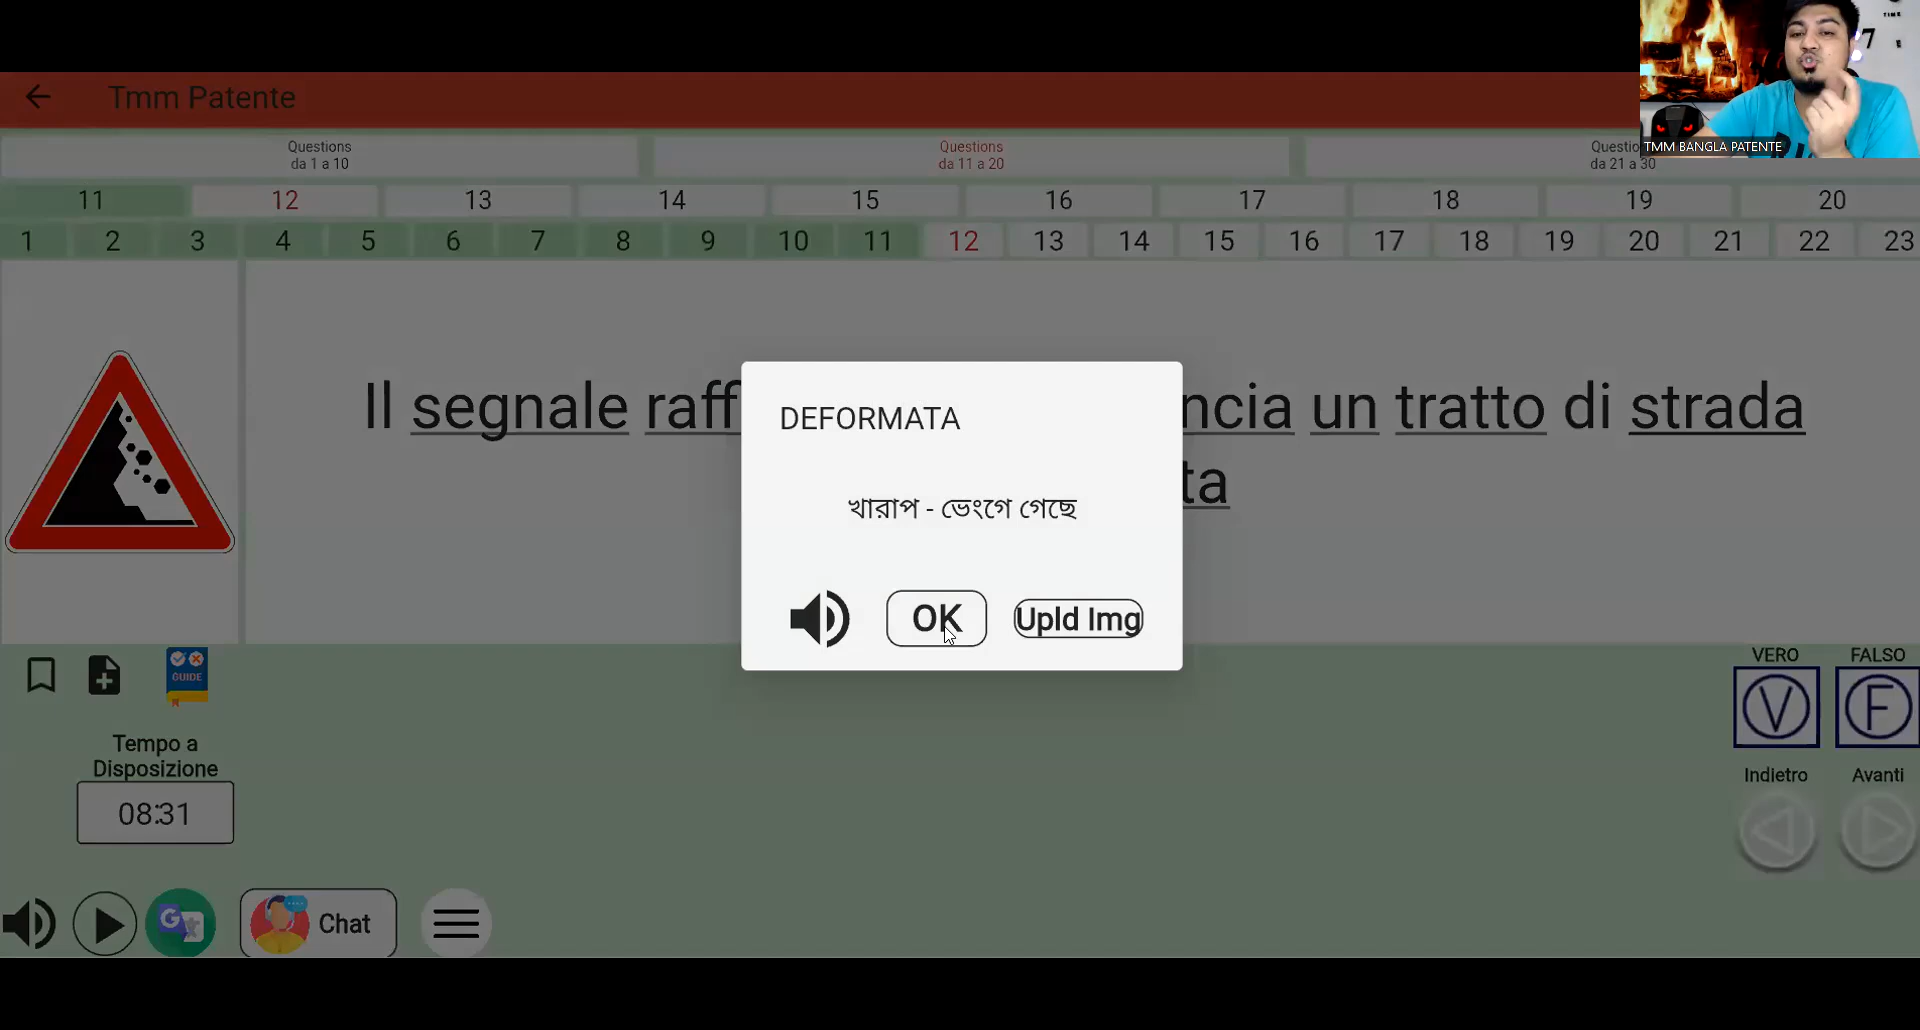 TIME
7
TMM BANGLA PATENTE
Tmm Patente
Questions
da 1 a 10
Questions
da 11 a 20
da 21 a 30
11 12 13 14 15 16 17 18 19 20
1 2 3 4 5 6 7 8 9 10 11 12 13 14 15 16 17 18 19 20 21 22 23
Il segnale raff ncia un tratto di strada
ta
DEFORMATA
খারাপ - ভেংগে গেছে
OK
Upld Img
GUIDE
VERO FALSO
V F
Tempo a
Disposizione
08:31
Indietro Avanti
G
Chat